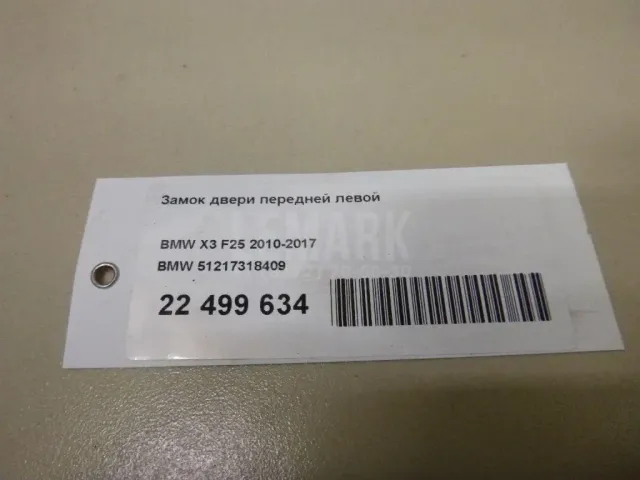 Замок двери передней левой
BMW X3 F25 2010-2017
BMW 51217318409
22 499 634